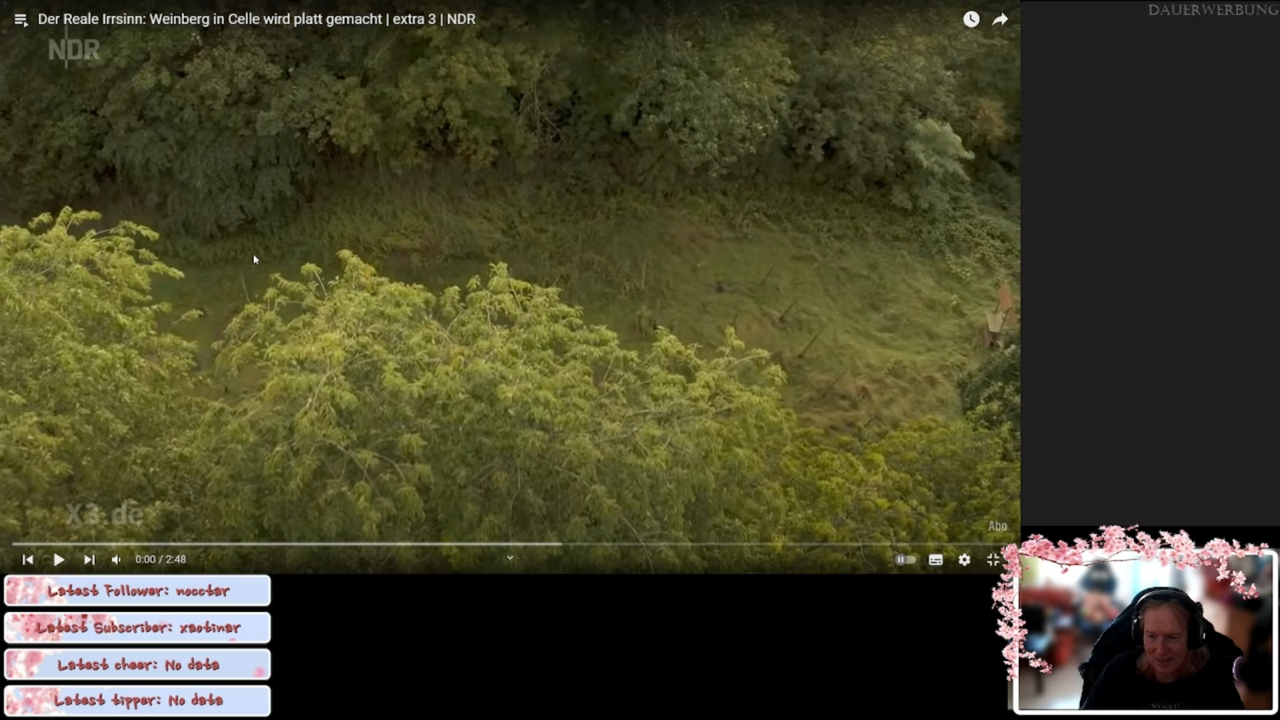 Der Reale Irrsinn: Weinberg in Celle wird platt gemacht | extra 3 | NDR
DAUERWERBUNG
NDR
X3.de
Abo
0:00 / 2:48
Latest Follower: nocctar
Latest Subscriber: xaotinar
Latest cheer: No data
Latest tipper: No data